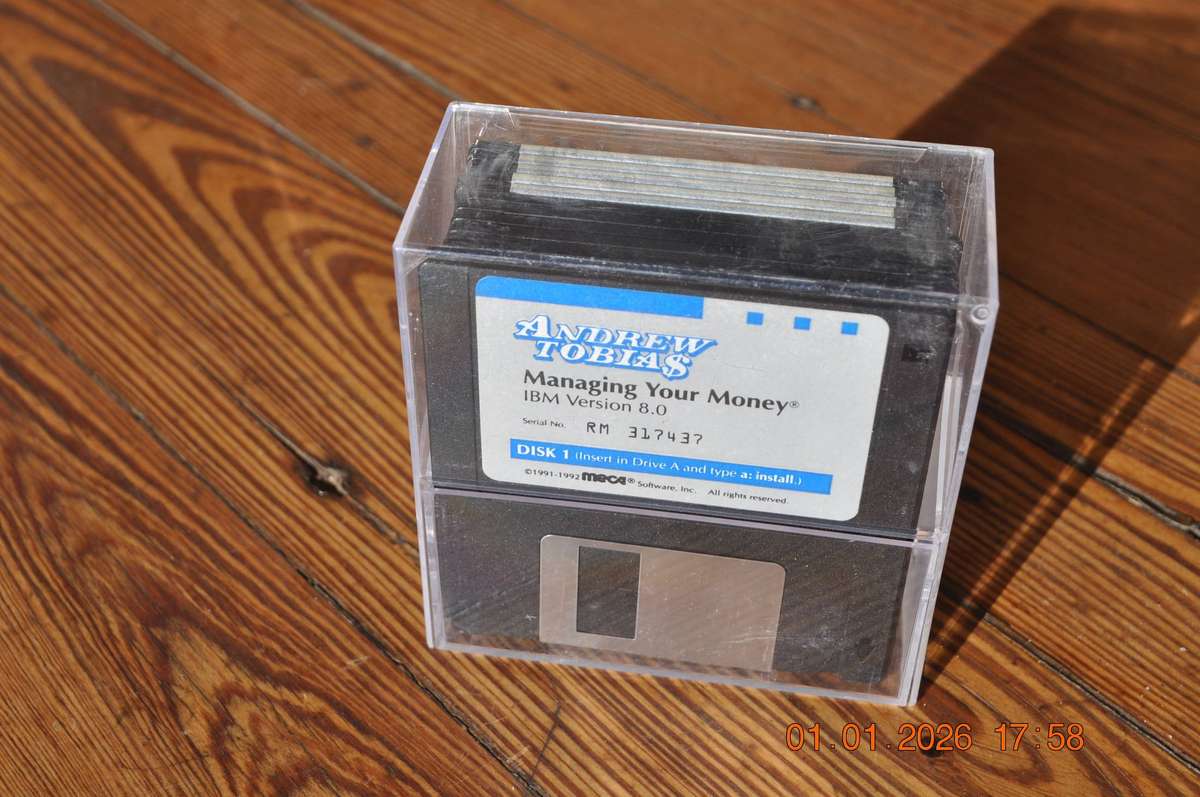 ANDREW
TOBIA$
Managing Your Money®
IBM Version 8.0
Serial No. RM 317437
DISK 1 (Insert in Drive A and type a: install.)
©1991-1992 meca® Software, Inc. All rights reserved.
01.01.2026 17:58